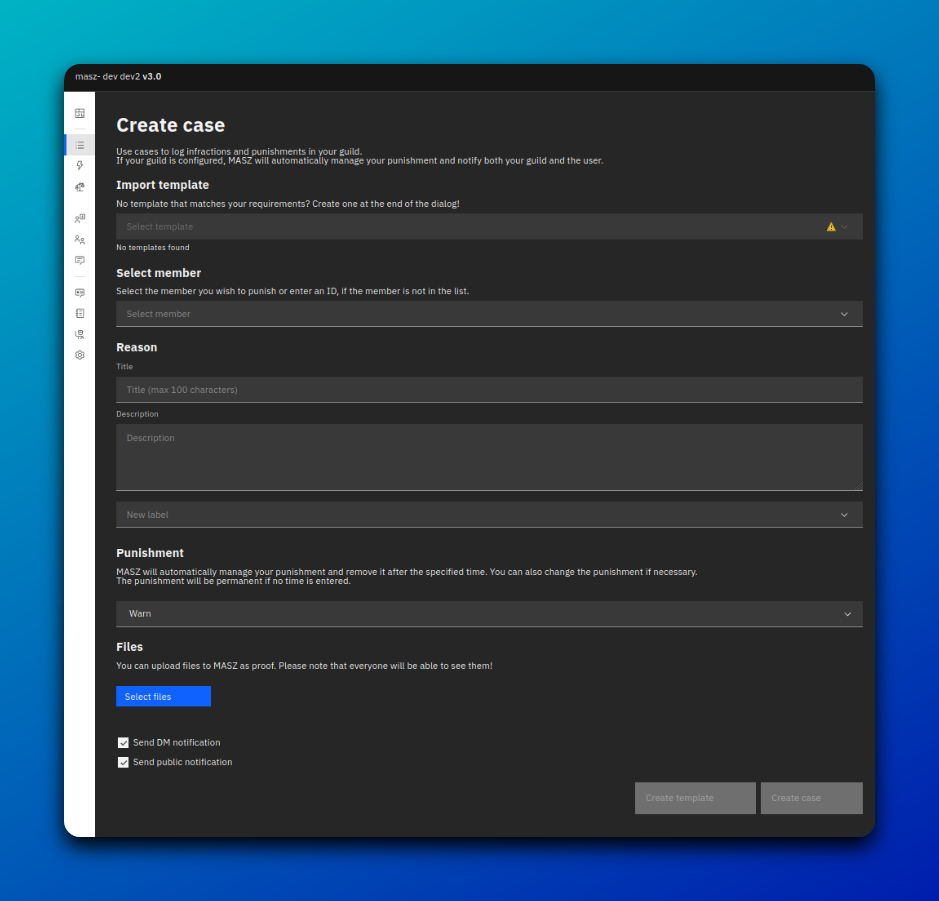 masz- dev dev2 v3.0
Create case
Use cases to log infractions and punishments in your guild.
If your guild is configured, MASZ will automatically manage your punishment and notify both your guild and the user.
Import template
No template that matches your requirements? Create one at the end of the dialog!
Select template
No templates found
Select member
Select the member you wish to punish or enter an ID, if the member is not in the list.
Select member
Reason
Title
Title (max 100 characters)
Description
Description
New label
Punishment
MASZ will automatically manage your punishment and remove it after the specified time. You can also change the punishment if necessary.
The punishment will be permanent if no time is entered.
Warn
Files
You can upload files to MASZ as proof. Please note that everyone will be able to see them!
Select files
Send DM notification
Send public notification
Create template
Create case